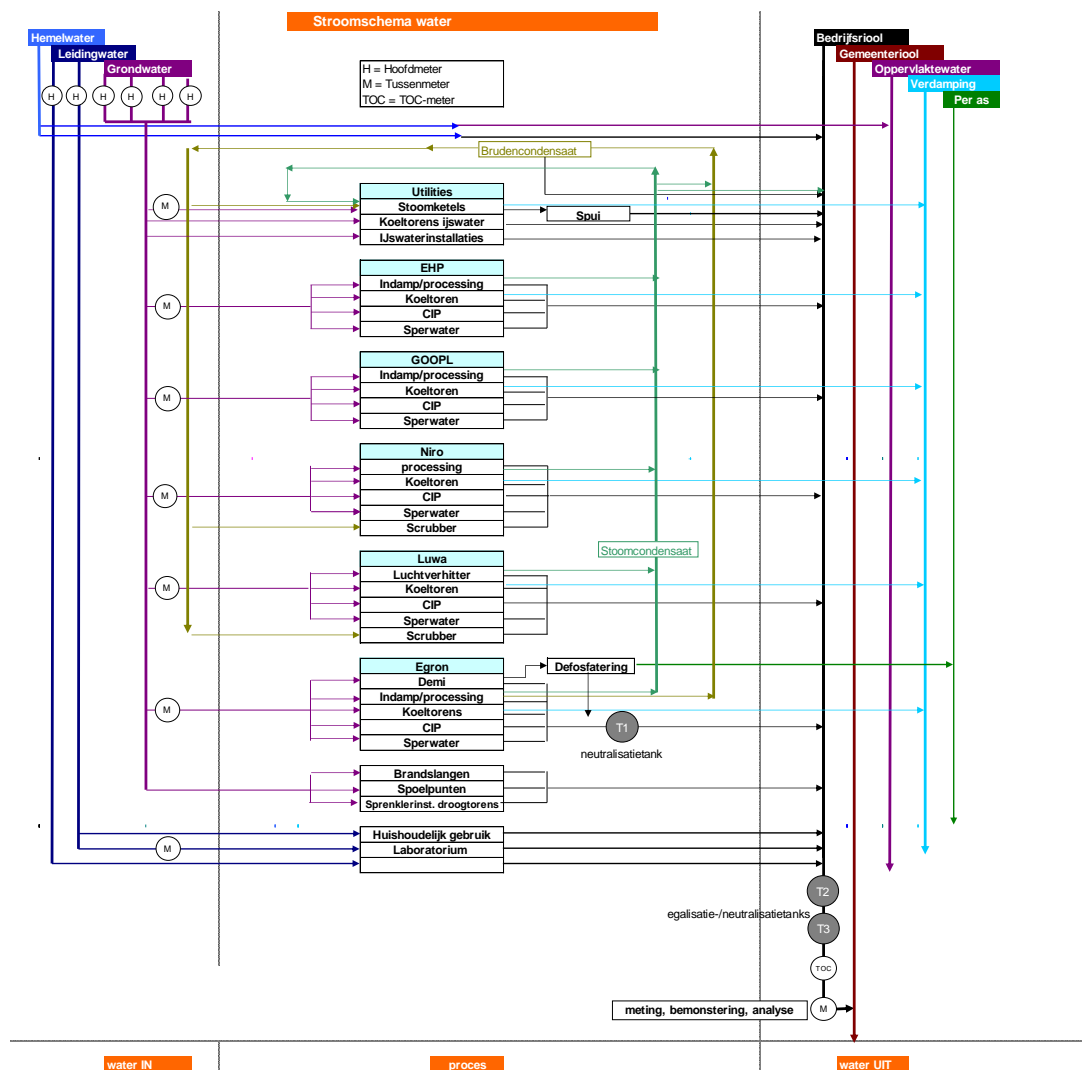 Stroomschema water
Hemelwater
Leidingwater
Grondwater
H H H H H H
H = Hoofdmeter
M = Tussenmeter
TOC = TOC-meter
Bedrijfsriool
Gemeenteriool
Oppervlaktewater
Verdamping
Per as
Brudencondensaat
M
Utilities
Stoomketels
Koeltorens ijswater
IJswaterinstallaties
Spui
M
EHP
Indamp/processing
Koeltoren
CIP
Sperwater
M
GOOPL
Indamp/processing
Koeltoren
CIP
Sperwater
M
Niro
processing
Koeltoren
CIP
Sperwater
Scrubber
Stoomcondensaat
M
Luwa
Luchtverhitter
Koeltoren
CIP
Sperwater
Scrubber
M
Egron
Demi
Indamp/processing
Koeltorens
CIP
Sperwater
Defosfatering
T1
neutralisatietank
Brandslangen
Spoelpunten
Sprenklerinst. droogtorens
M
Huishoudelijk gebruik
Laboratorium
T2
egalisatie-/neutralisatietanks
T3
TOC
meting, bemonstering, analyse
M
water IN
proces
water UIT